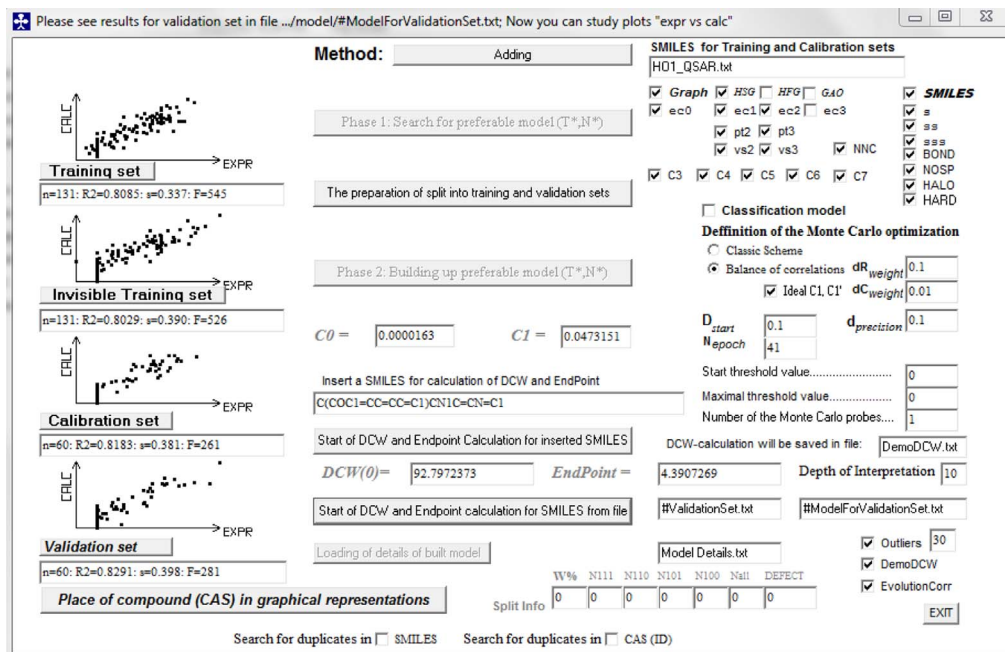 Please see results for validation set in file .../model/#ModelForValidationSet.txt; Now you can study plots "expr vs calc"
CALC
EXPR
Training set
n=131: R2=0.8085: s=0.337: F=545
CALC
EXPR
Invisible Training set
n=131: R2=0.8029: s=0.390: F=526
CALC
EXPR
Calibration set
n=60: R2=0.8183: s=0.381: F=261
CALC
EXPR
Validation set
n=60: R2=0.8291: s=0.398: F=281
Place of compound (CAS) in graphical representations
Method: Adding
Phase 1: Search for preferable model (T*,N*)
The preparation of split into training and validation sets
Phase 2: Building up preferable model (T*,N*)
C0 = 0.0000163 C1 = 0.0473151
Insert a SMILES for calculation of DCW and EndPoint
C(COC1=CC=CC=C1)CN1C=CN=C1
Start of DCW and Endpoint Calculation for inserted SMILES
DCW(0)= 92.7972373 EndPoint = 4.3907269
Start of DCW and Endpoint calculation for SMILES from file
#ValidationSet.txt #ModelForValidationSet.txt
Loading of details of built model
Model Details.txt
W% N111 N110 N101 N100 Nall DEFECT
Split Info 0 0 0 0 0 0 0
Search for duplicates in SMILES Search for duplicates in CAS (ID)
SMILES for Training and Calibration sets
HO1_QSAR.txt
Graph HSG HFG GAO
ec0 ec1 ec2 ec3
pt2 pt3
vs2 vs3 NNC
C3 C4 C5 C6 C7
SMILES
s
ss
sss
BOND
NOSP
HALO
HARD
Classification model
Deffinition of the Monte Carlo optimization
Classic Scheme
Balance of correlations dRweight 0.1
Ideal C1, C1' dCweight 0.01
Dstart 0.1 dprecision 0.1
Nepoch 41
Start threshold value.......................... 0
Maximal threshold value...................... 0
Number of the Monte Carlo probes.... 1
DCW-calculation will be saved in file: DemoDCW.txt
Depth of Interpretation 10
Outliers 30
DemoDCW
EvolutionCorr
EXIT